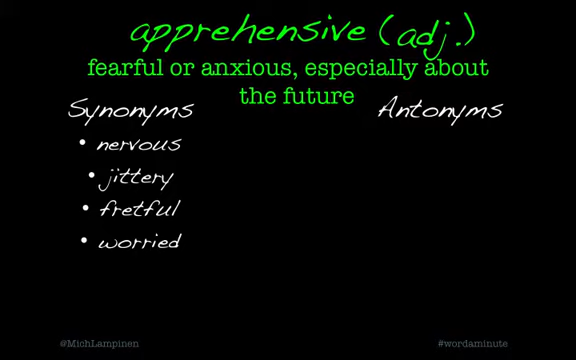 apprehensive (adj.)
fearful or anxious, especially about
the future
Synonyms
• nervous
• jittery
• fretful
• worried
Antonyms
@MichLampinen
#wordaminute